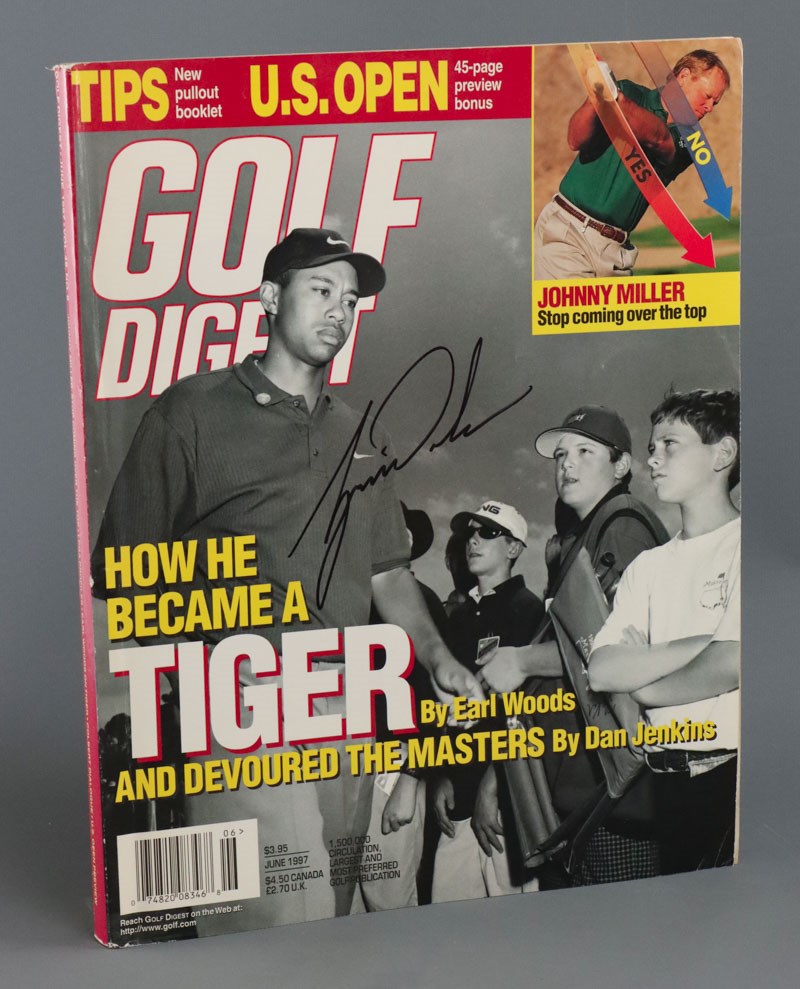 TIPS
New
pullout
booklet
U.S. OPEN
45-page
preview
bonus
GOLF
DIGEST
YES
NO
JOHNNY MILLER
Stop coming over the top
PING
HOW HE
BECAME A
TIGER
By Earl Woods
AND DEVOURED THE MASTERS By Dan Jenkins
06>
0 74820 08346 8
$3.95
JUNE 1997
$4.50 CANADA
£2.70 U.K.
1,500,000
CIRCULATION,
LARGEST AND
MOST PREFERRED
GOLF PUBLICATION
Reach GOLF DIGEST on the Web at:
http://www.golf.com